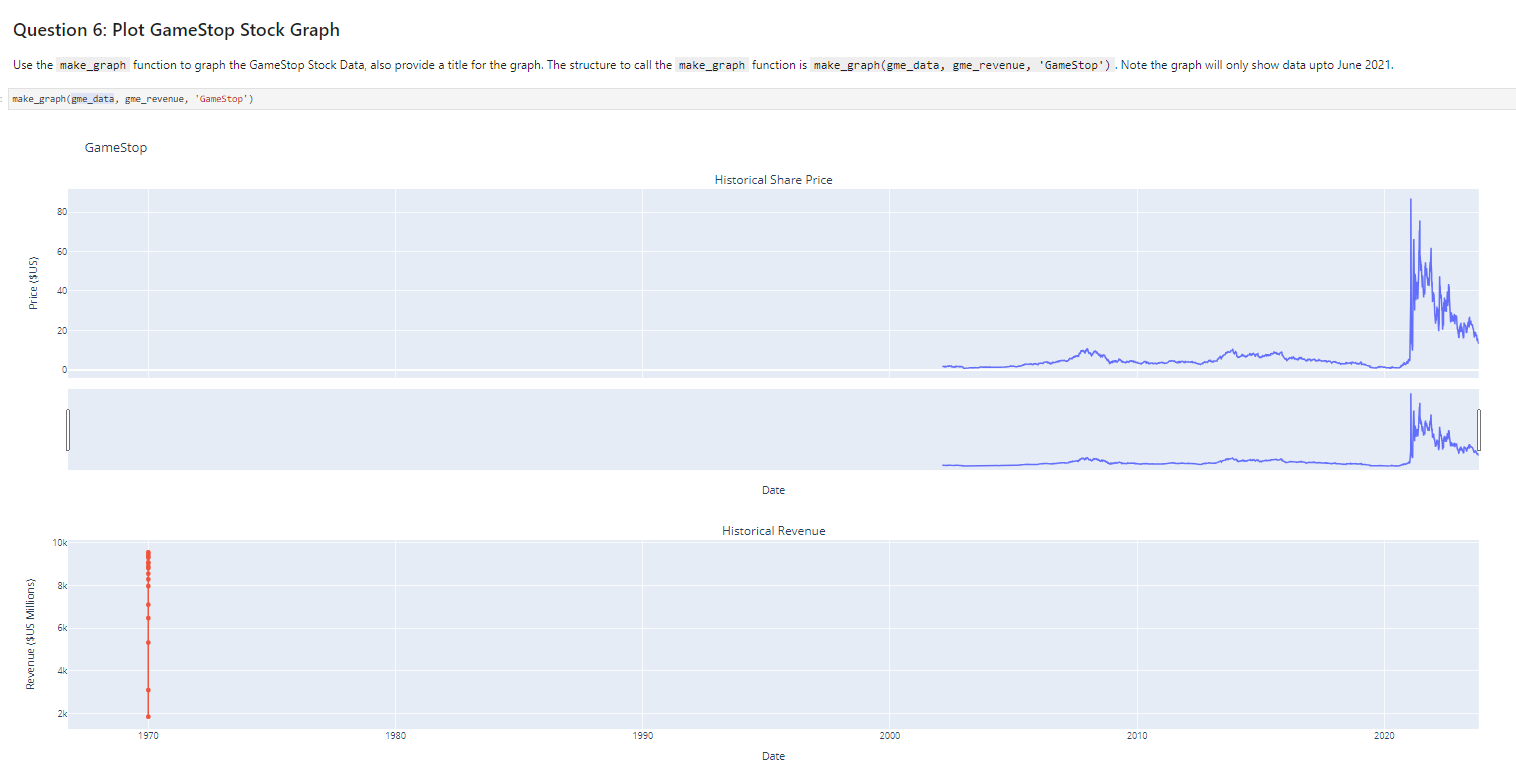 Question 6: Plot GameStop Stock Graph
Use the make_graph function to graph the GameStop Stock Data, also provide a title for the graph. The structure to call the make_graph function is make_graph(gme_data, gme_revenue, 'GameStop') . Note the graph will only show data upto June 2021.
: make_graph(gme_data, gme_revenue, 'GameStop')
GameStop
Historical Share Price
80
60
40
20
0
Price ($US)
Date
Historical Revenue
10k
8k
6k
4k
2k
Revenue ($US Millions)
1970 1980 1990 2000 2010 2020
Date